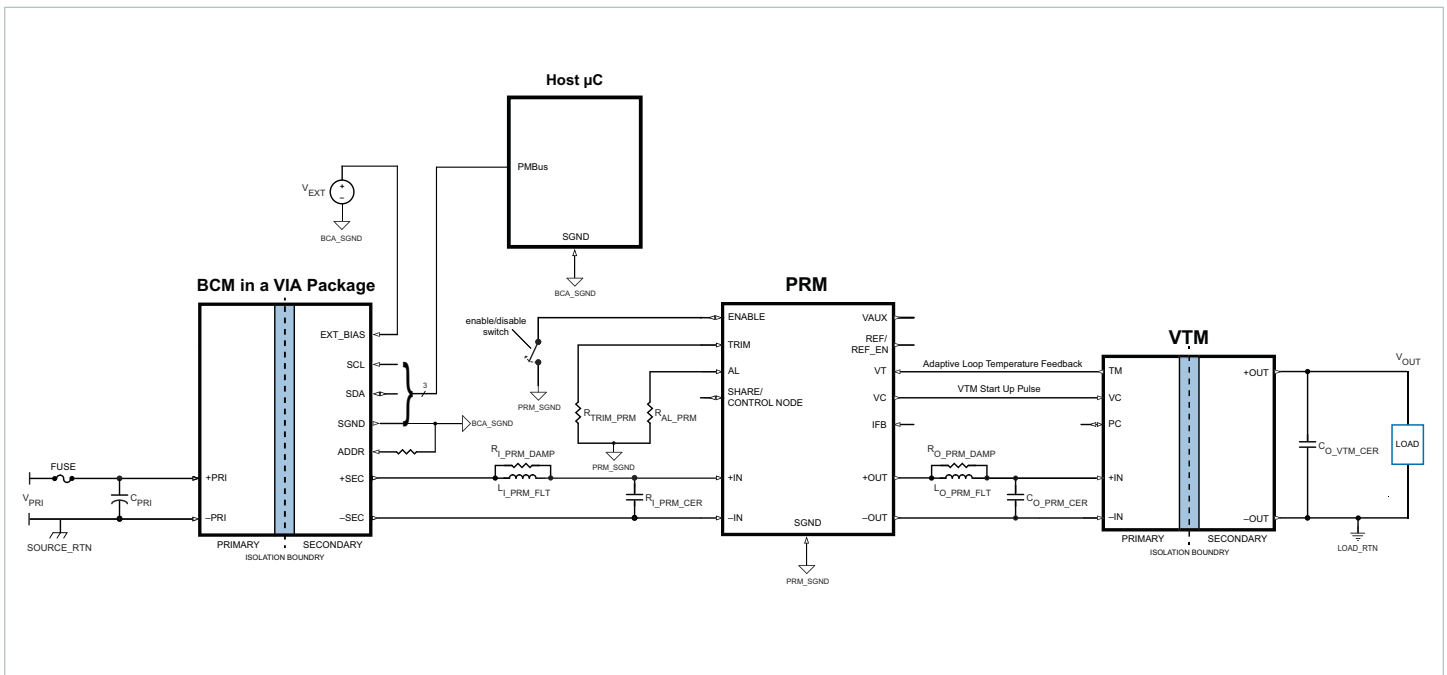 Host µC
PMBus
SGND
BCA_SGND
V_EXT
+
–
BCA_SGND
BCM in a VIA Package
EXT_BIAS
SCL
SDA
SGND
ADDR
+SEC
–SEC
+PRI
–PRI
3
BCA_SGND
FUSE
V_PRI
C_PRI
SOURCE_RTN
PRIMARY
SECONDARY
ISOLATION BOUNDRY
enable/disable
switch
PRM_SGND
R_TRIM_PRM
R_AL_PRM
PRM_SGND
R_I_PRM_DAMP
L_I_PRM_FLT
R_I_PRM_CER
PRM
ENABLE
TRIM
AL
SHARE/
CONTROL NODE
+IN
–IN
VAUX
REF/
REF_EN
VT
VC
IFB
+OUT
–OUT
SGND
PRM_SGND
Adaptive Loop Temperature Feedback
VTM Start Up Pulse
R_O_PRM_DAMP
L_O_PRM_FLT
C_O_PRM_CER
VTM
TM
VC
PC
+IN
–IN
+OUT
–OUT
PRIMARY
SECONDARY
ISOLATION BOUNDRY
V_OUT
C_O_VTM_CER
LOAD
LOAD_RTN